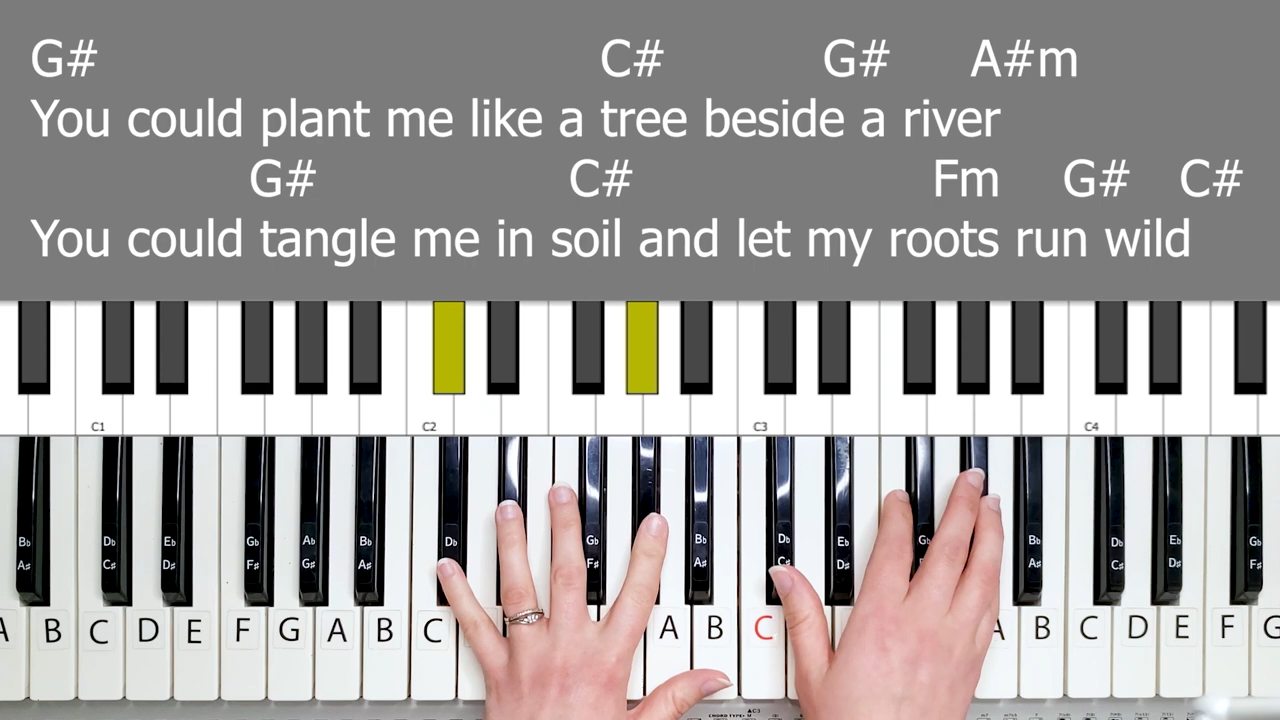 G# C# G# A#m
You could plant me like a tree beside a river
G# C# Fm G# C#
You could tangle me in soil and let my roots run wild
C1 C2 C3 C4
Bb Db Eb Gb Ab Bb Db Gb Bb Db Eb Gb Bb Db Eb Gb
A# C# D# F# G# A# F# A# D# A# C# D# F#
B C D E F G A B C A B C B C D E F G